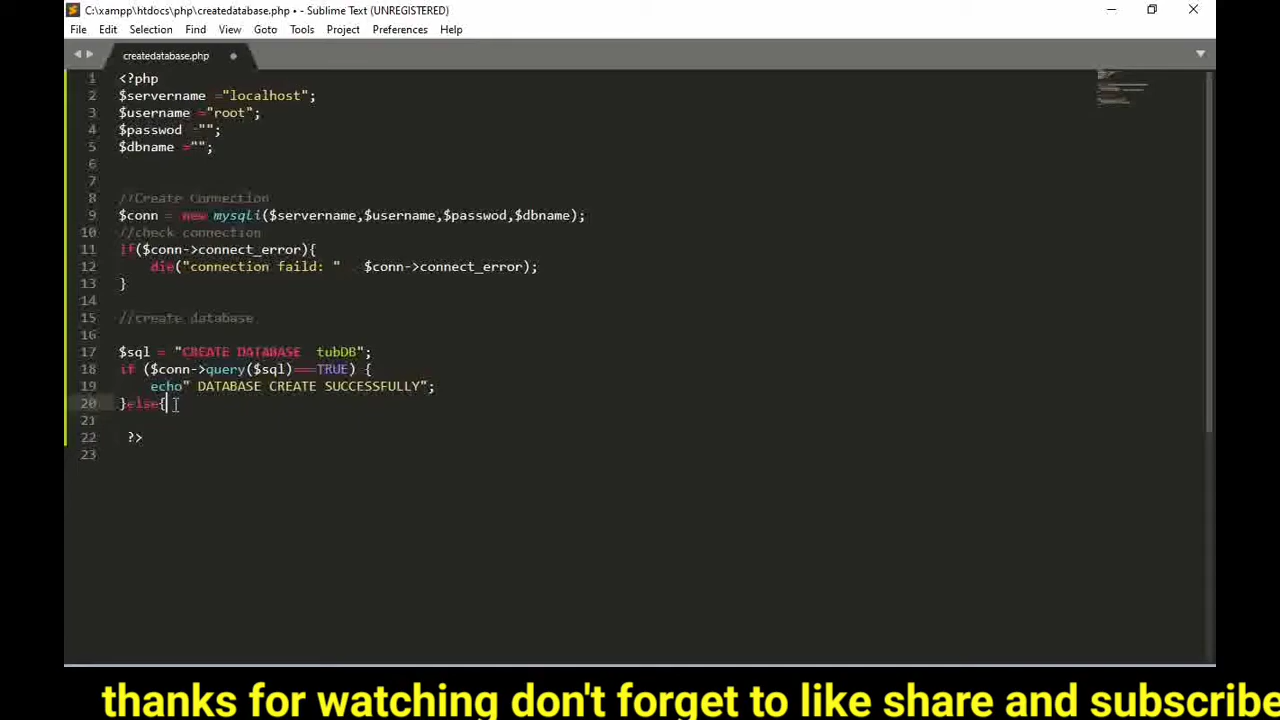 C:\xampp\htdocs\php\createdatabase.php • - Sublime Text (UNREGISTERED)
File Edit Selection Find View Goto Tools Project Preferences Help
createdatabase.php
1 <?php
2 $servername ="localhost";
3 $username ="root";
4 $passwod ="";
5 $dbname ="";
6
7
8 //Create Connection
9 $conn = new mysqli($servername,$username,$passwod,$dbname);
10 //check connection
11 if($conn->connect_error){
12 die("connection faild: " $conn->connect_error);
13 }
14
15 //create database
16
17 $sql = "CREATE DATABASE tubDB";
18 if ($conn->query($sql)===TRUE) {
19 echo" DATABASE CREATE SUCCESSFULLY";
20 }else{
21
22 ?>
23
thanks for watching don't forget to like share and subscribe